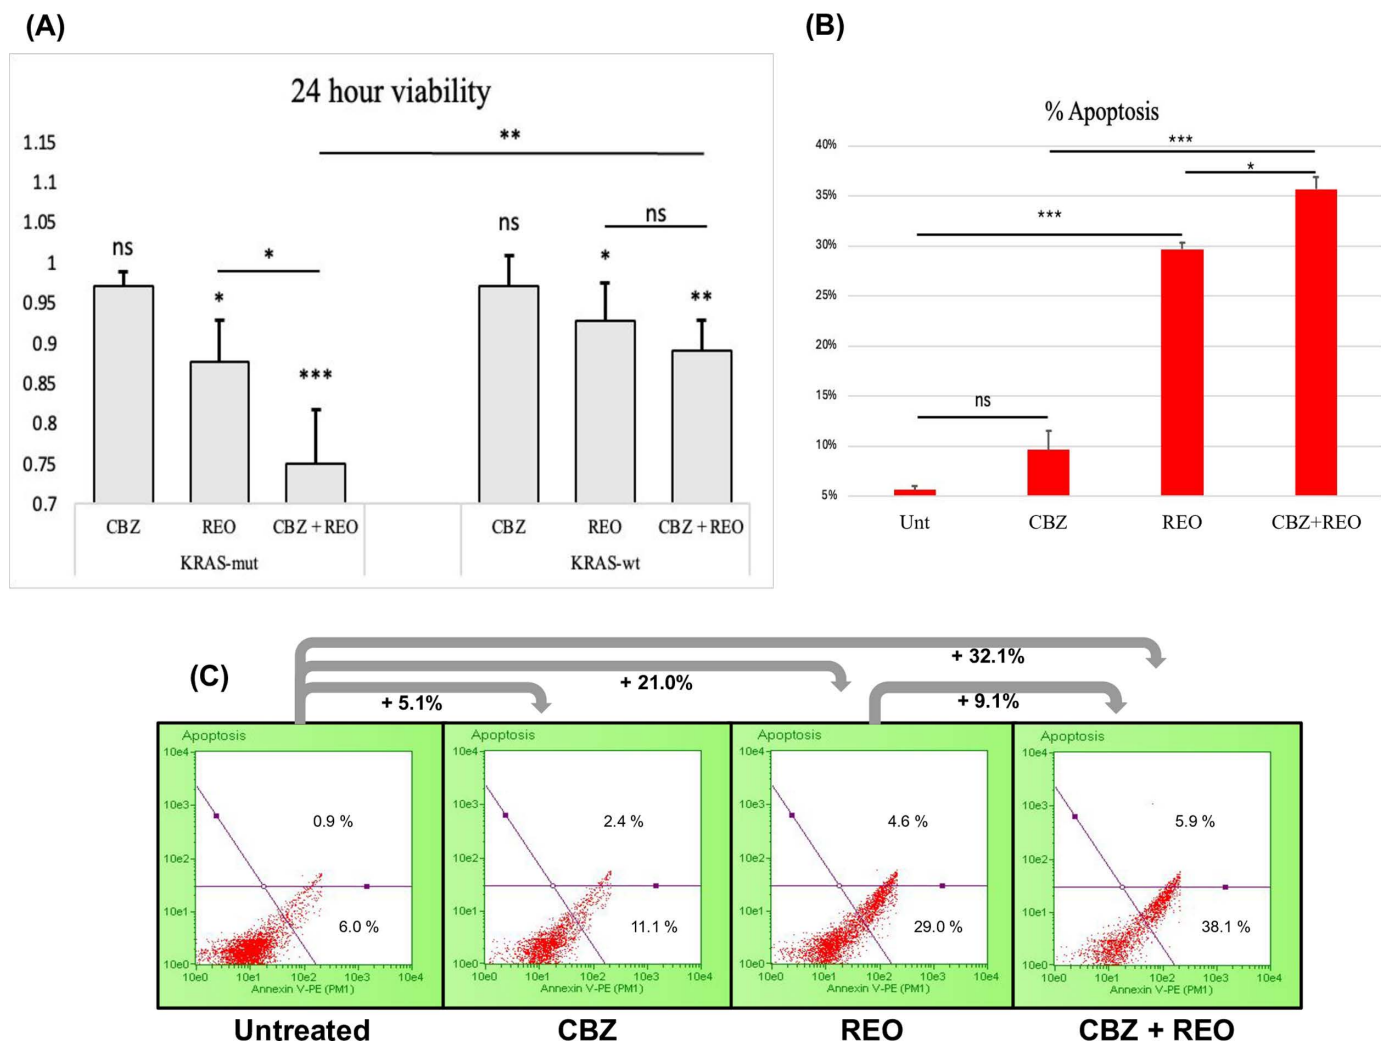 (A)
24 hour viability
1.15
1.1
1.05
1
0.95
0.9
0.85
0.8
0.75
0.7
**
ns
*
*
***
ns
*
ns
**
CBZ
REO
CBZ + REO
CBZ
REO
CBZ + REO
KRAS-mut
KRAS-wt
(B)
% Apoptosis
40%
35%
30%
25%
20%
15%
10%
5%
***
*
***
ns
Unt
CBZ
REO
CBZ+REO
(C)
+ 32.1%
+ 21.0%
+ 5.1%
+ 9.1%
Apoptosis
10e4
10e3
10e2
10e1
10e0
0.9 %
6.0 %
10e0
10e1
10e2
10e3
10e4
Annexin V-PE (PM1)
Untreated
Apoptosis
10e4
10e3
10e2
10e1
10e0
2.4 %
11.1 %
10e0
10e1
10e2
10e3
10e4
Annexin V-PE (PM1)
CBZ
Apoptosis
10e4
10e3
10e2
10e1
10e0
4.6 %
29.0 %
10e0
10e1
10e2
10e3
10e4
Annexin V-PE (PM1)
REO
Apoptosis
10e4
10e3
10e2
10e1
10e0
5.9 %
38.1 %
10e0
10e1
10e2
10e3
10e4
Annexin V-PE (PM1)
CBZ + REO